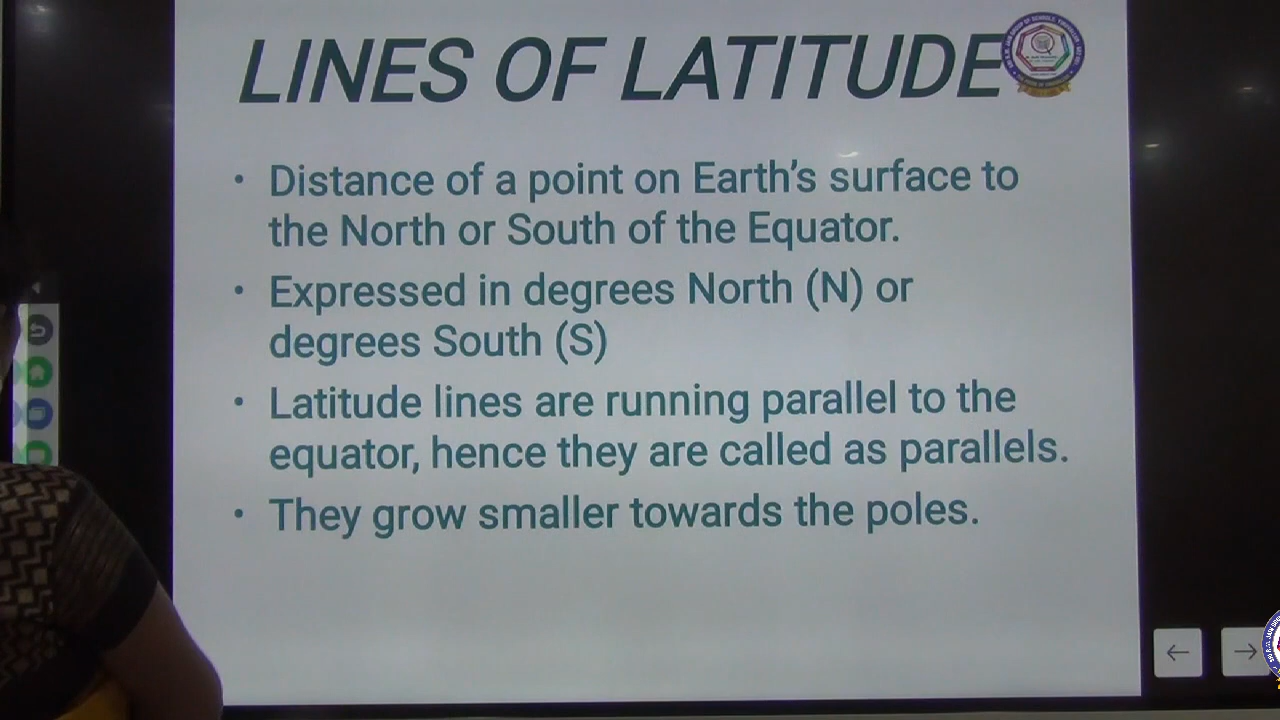 LINES OF LATITUDE
• Distance of a point on Earth's surface to
the North or South of the Equator.
• Expressed in degrees North (N) or
degrees South (S)
• Latitude lines are running parallel to the
equator, hence they are called as parallels.
• They grow smaller towards the poles.